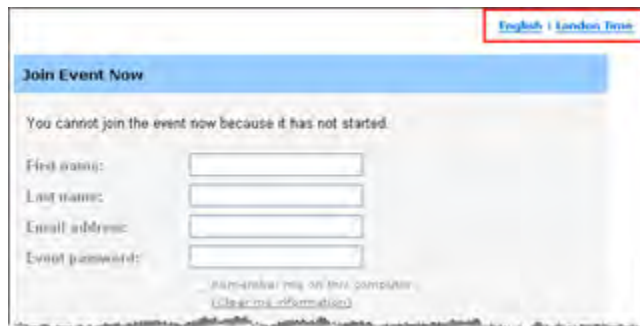 English | London Time
Join Event Now
You cannot join the event now because it has not started.
First name:
Last name:
Email address:
Event password:
Remember me on this computer
(Clear my information)